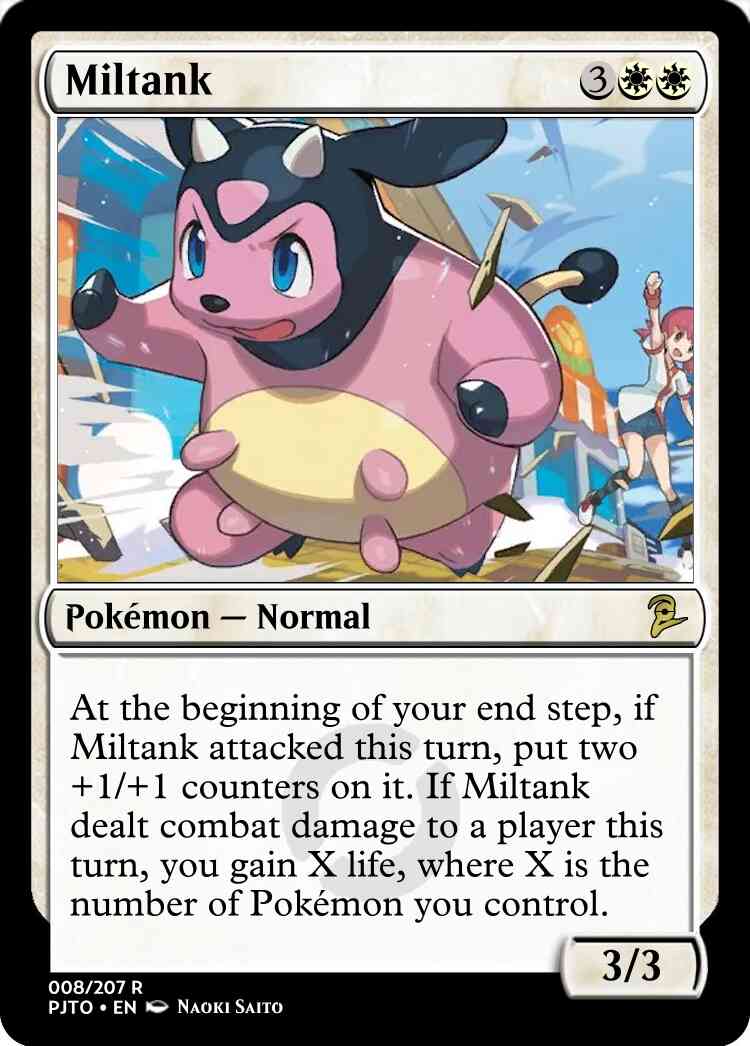 Miltank 3
Pokémon — Normal
At the beginning of your end step, if
Miltank attacked this turn, put two
+1/+1 counters on it. If Miltank
dealt combat damage to a player this
turn, you gain X life, where X is the
number of Pokémon you control.
3/3
008/207 R
PJTO • EN Naoki Saito